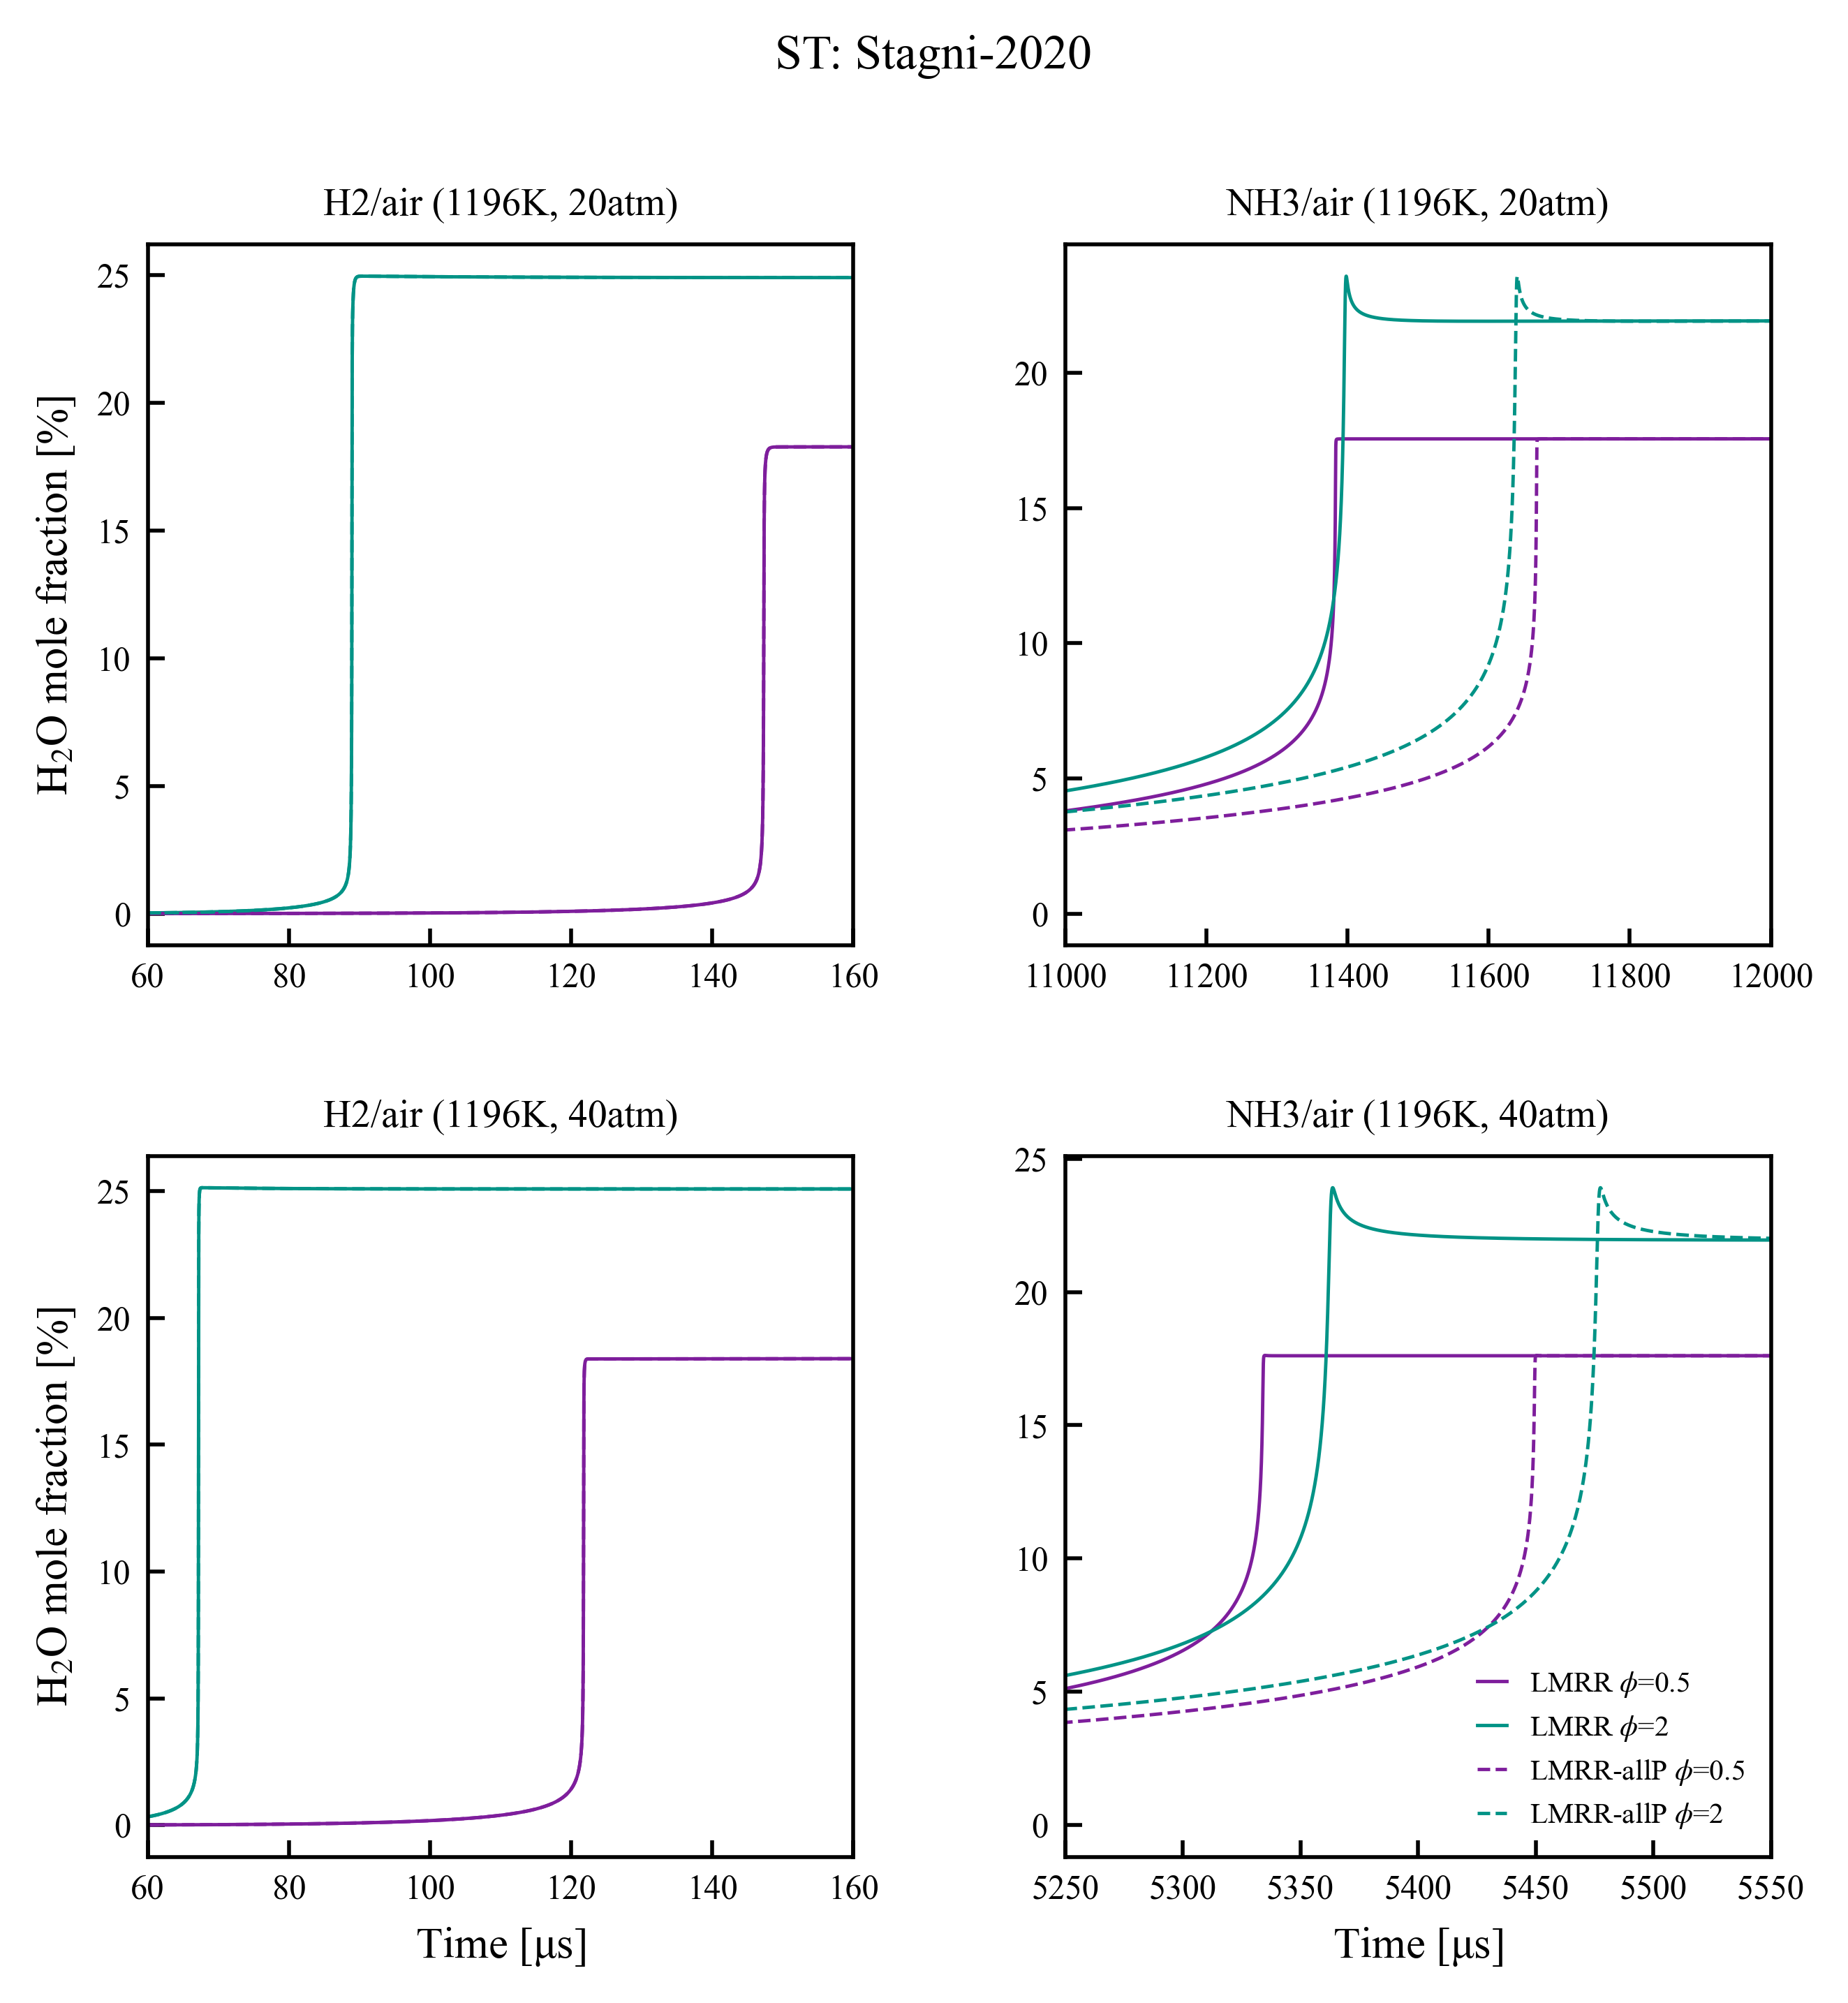 ST: Stagni-2020
H2/air (1196K, 20atm)
H₂O mole fraction [%]
25
20
15
10
5
0
60 80 100 120 140 160
NH3/air (1196K, 20atm)
20
15
10
5
0
11000 11200 11400 11600 11800 12000
H2/air (1196K, 40atm)
H₂O mole fraction [%]
25
20
15
10
5
0
60 80 100 120 140 160
Time [μs]
NH3/air (1196K, 40atm)
25
20
15
10
5
0
LMRR ϕ=0.5
LMRR ϕ=2
LMRR-allP ϕ=0.5
LMRR-allP ϕ=2
5250 5300 5350 5400 5450 5500 5550
Time [μs]